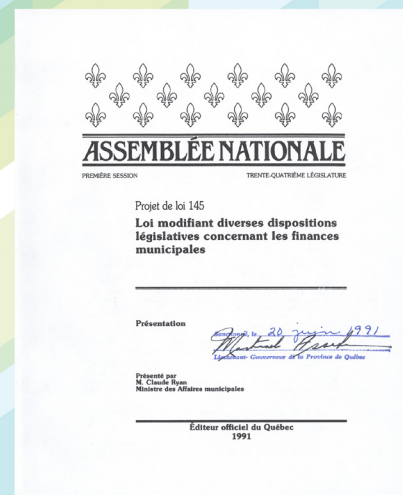 ASSEMBLÉE NATIONALE
PREMIÈRE SESSION TRENTE-QUATRIÈME LÉGISLATURE
Projet de loi 145
Loi modifiant diverses dispositions
législatives concernant les finances
municipales
Présentation
Sanctionné, le 20 juin 1991
Lieutenant-Gouverneur de la Province de Québec
Présenté par
M. Claude Ryan
Ministre des Affaires municipales
Éditeur officiel du Québec
1991